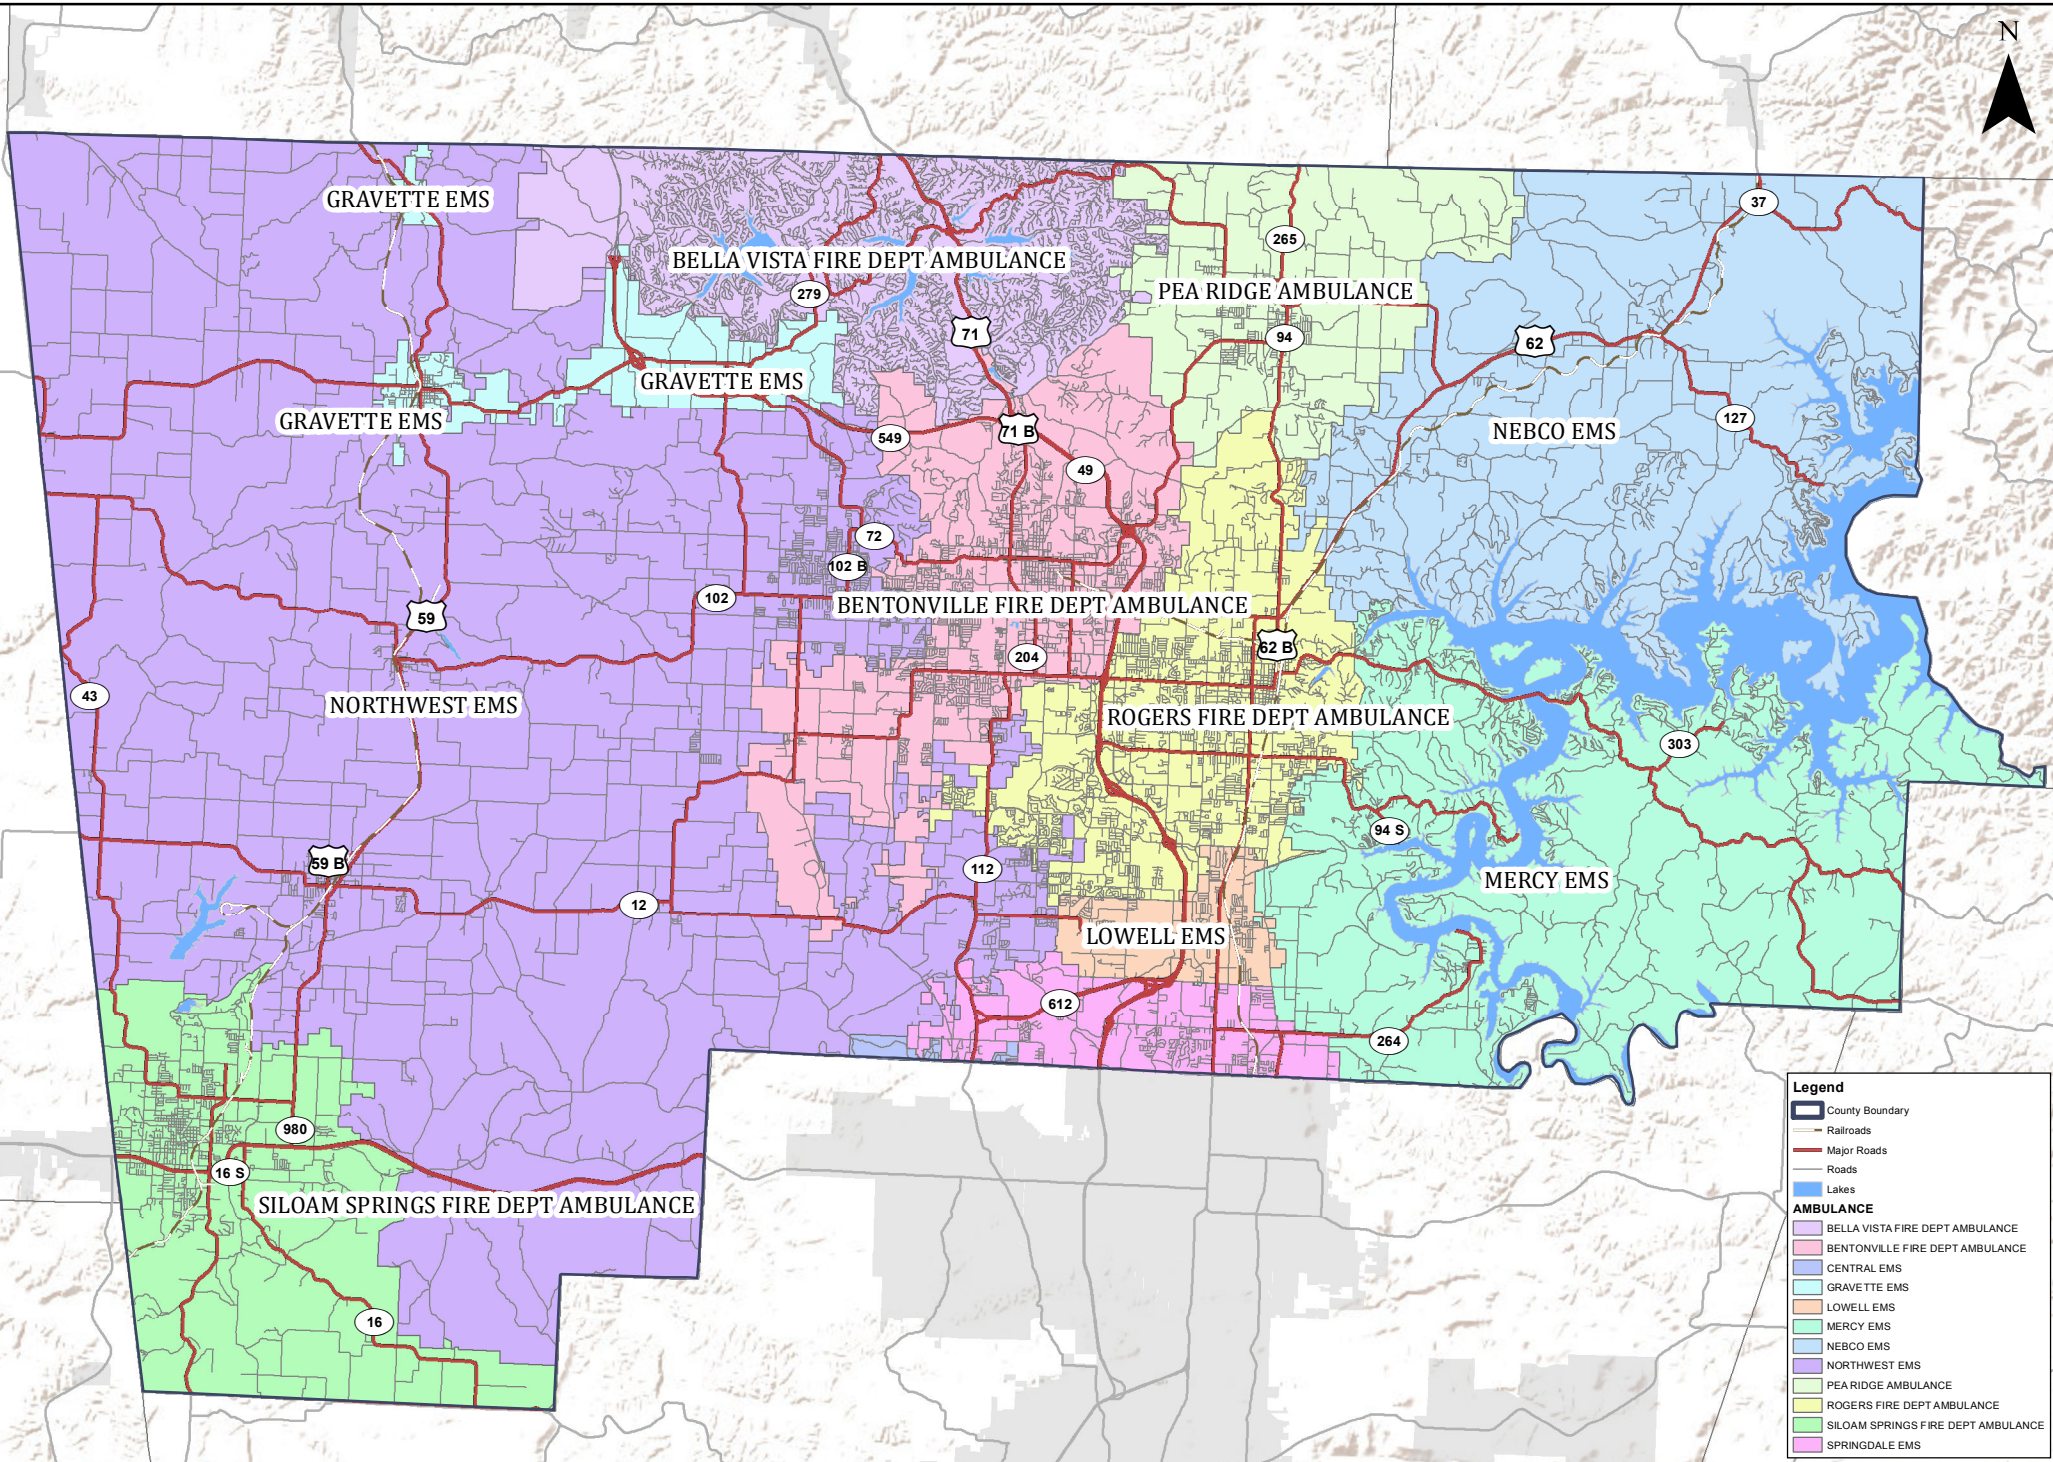 N
GRAVETTE EMS
37
265
BELLA VISTA FIRE DEPT AMBULANCE
279
PEA RIDGE AMBULANCE
71
94
62
GRAVETTE EMS
GRAVETTE EMS
127
549
71 B
NEBCO EMS
49
72
102 B
102
BENTONVILLE FIRE DEPT AMBULANCE
59
62 B
204
43
NORTHWEST EMS
ROGERS FIRE DEPT AMBULANCE
303
94 S
59 B
112
MERCY EMS
12
LOWELL EMS
612
264
980
16 S
SILOAM SPRINGS FIRE DEPT AMBULANCE
16
Legend
County Boundary
Railroads
Major Roads
Roads
Lakes
AMBULANCE
BELLA VISTA FIRE DEPT AMBULANCE
BENTONVILLE FIRE DEPT AMBULANCE
CENTRAL EMS
GRAVETTE EMS
LOWELL EMS
MERCY EMS
NEBCO EMS
NORTHWEST EMS
PEA RIDGE AMBULANCE
ROGERS FIRE DEPT AMBULANCE
SILOAM SPRINGS FIRE DEPT AMBULANCE
SPRINGDALE EMS